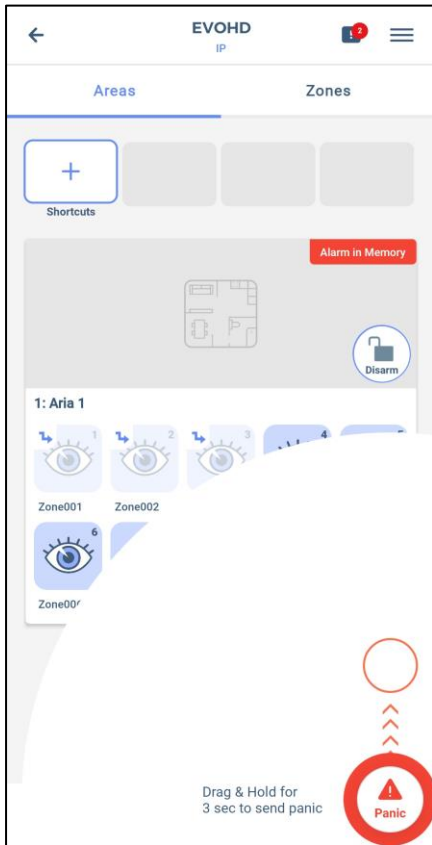 EVOHD
IP
2
Areas
Zones
+
Shortcuts
Alarm in Memory
Disarm
1: Aria 1
1
2
3
4
Zone001
Zone002
6
Drag & Hold for
3 sec to send panic
Panic